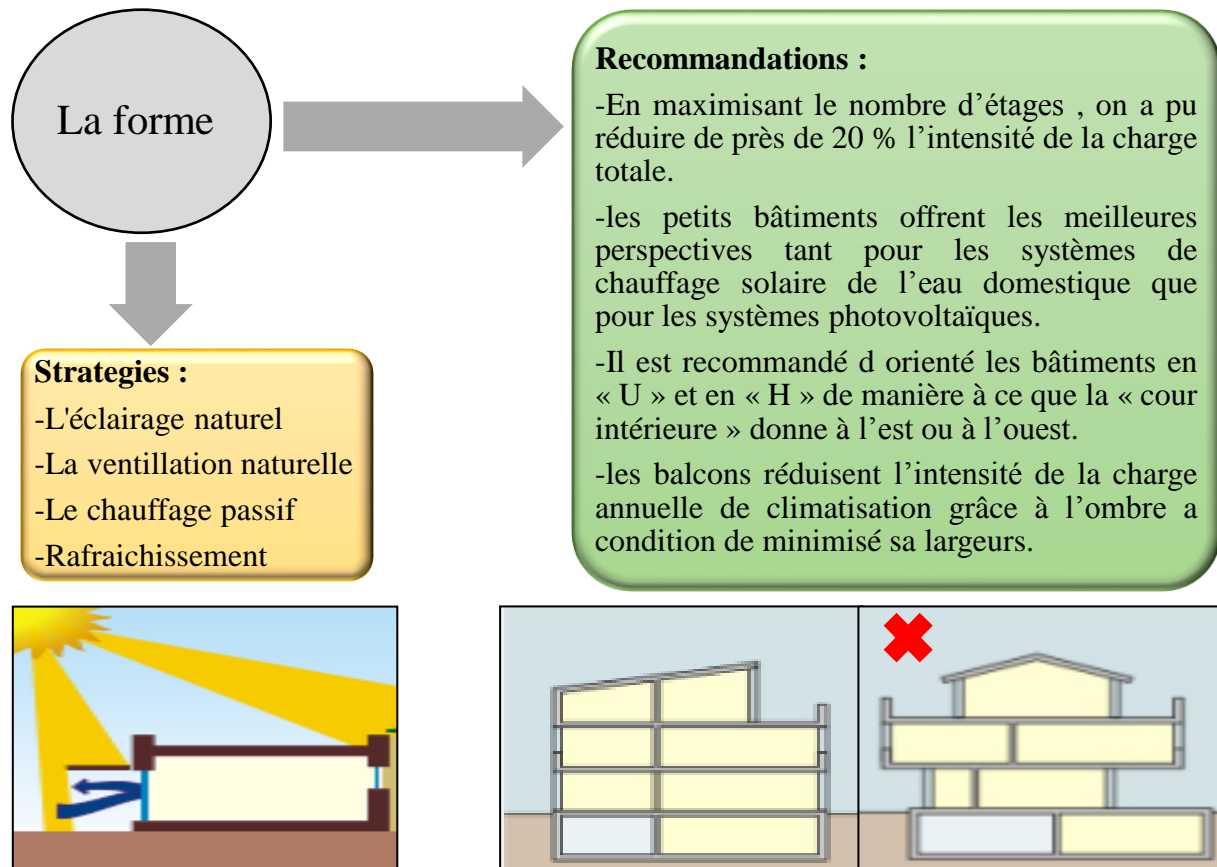 La forme
Recommandations :
-En maximisant le nombre d’étages , on a pu
réduire de près de 20 % l’intensité de la charge
totale.
-les petits bâtiments offrent les meilleures
perspectives tant pour les systèmes de
chauffage solaire de l’eau domestique que
pour les systèmes photovoltaïques.
-Il est recommandé d orienté les bâtiments en
« U » et en « H » de manière à ce que la « cour
intérieure » donne à l’est ou à l’ouest.
-les balcons réduisent l’intensité de la charge
annuelle de climatisation grâce à l’ombre a
condition de minimisé sa largeurs.
Strategies :
-L'éclairage naturel
-La ventillation naturelle
-Le chauffage passif
-Rafraichissement